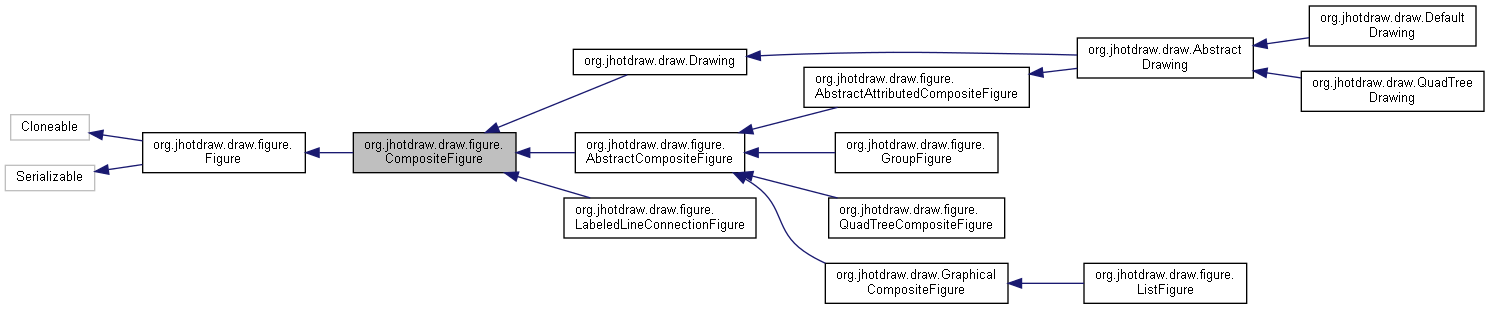 Cloneable
Serializable
org.jhotdraw.draw.figure.
Figure
org.jhotdraw.draw.figure.
CompositeFigure
org.jhotdraw.draw.Drawing
org.jhotdraw.draw.figure.
AbstractCompositeFigure
org.jhotdraw.draw.figure.
LabeledLineConnectionFigure
org.jhotdraw.draw.figure.
AbstractAttributedCompositeFigure
org.jhotdraw.draw.figure.
GroupFigure
org.jhotdraw.draw.figure.
QuadTreeCompositeFigure
org.jhotdraw.draw.Graphical
CompositeFigure
org.jhotdraw.draw.Abstract
Drawing
org.jhotdraw.draw.figure.
ListFigure
org.jhotdraw.draw.Default
Drawing
org.jhotdraw.draw.QuadTree
Drawing